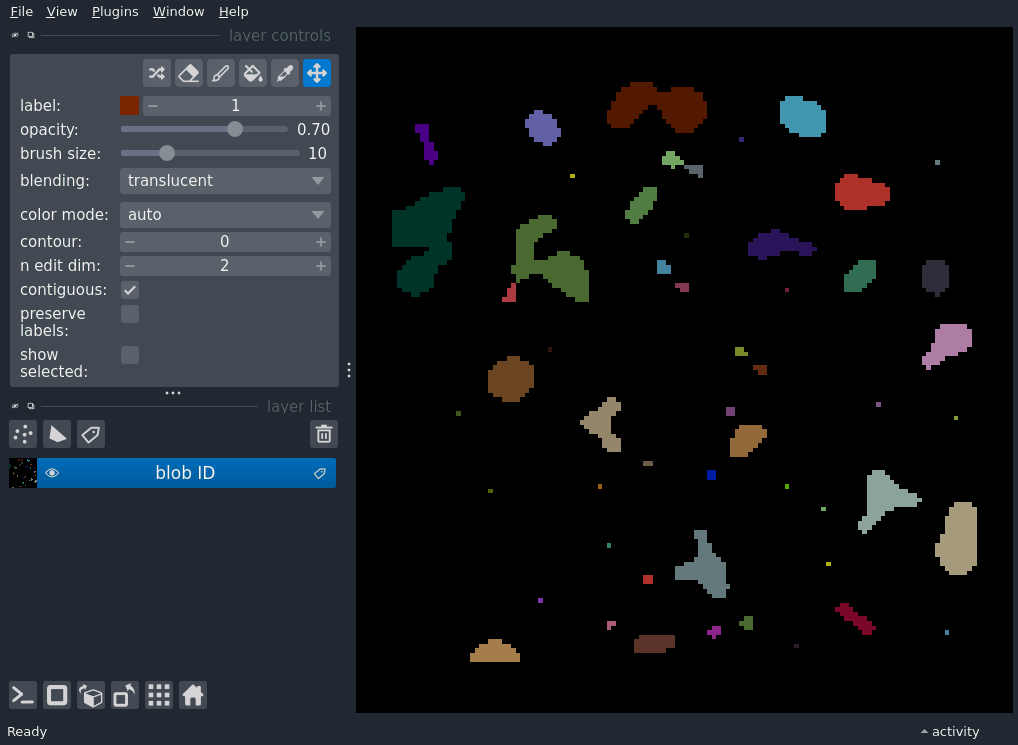 File View Plugins Window Help
layer controls
label: 1
opacity: 0.70
brush size: 10
blending: translucent
color mode: auto
contour: 0
n edit dim: 2
contiguous:
preserve
labels:
show
selected:
layer list
blob ID
Ready
activity